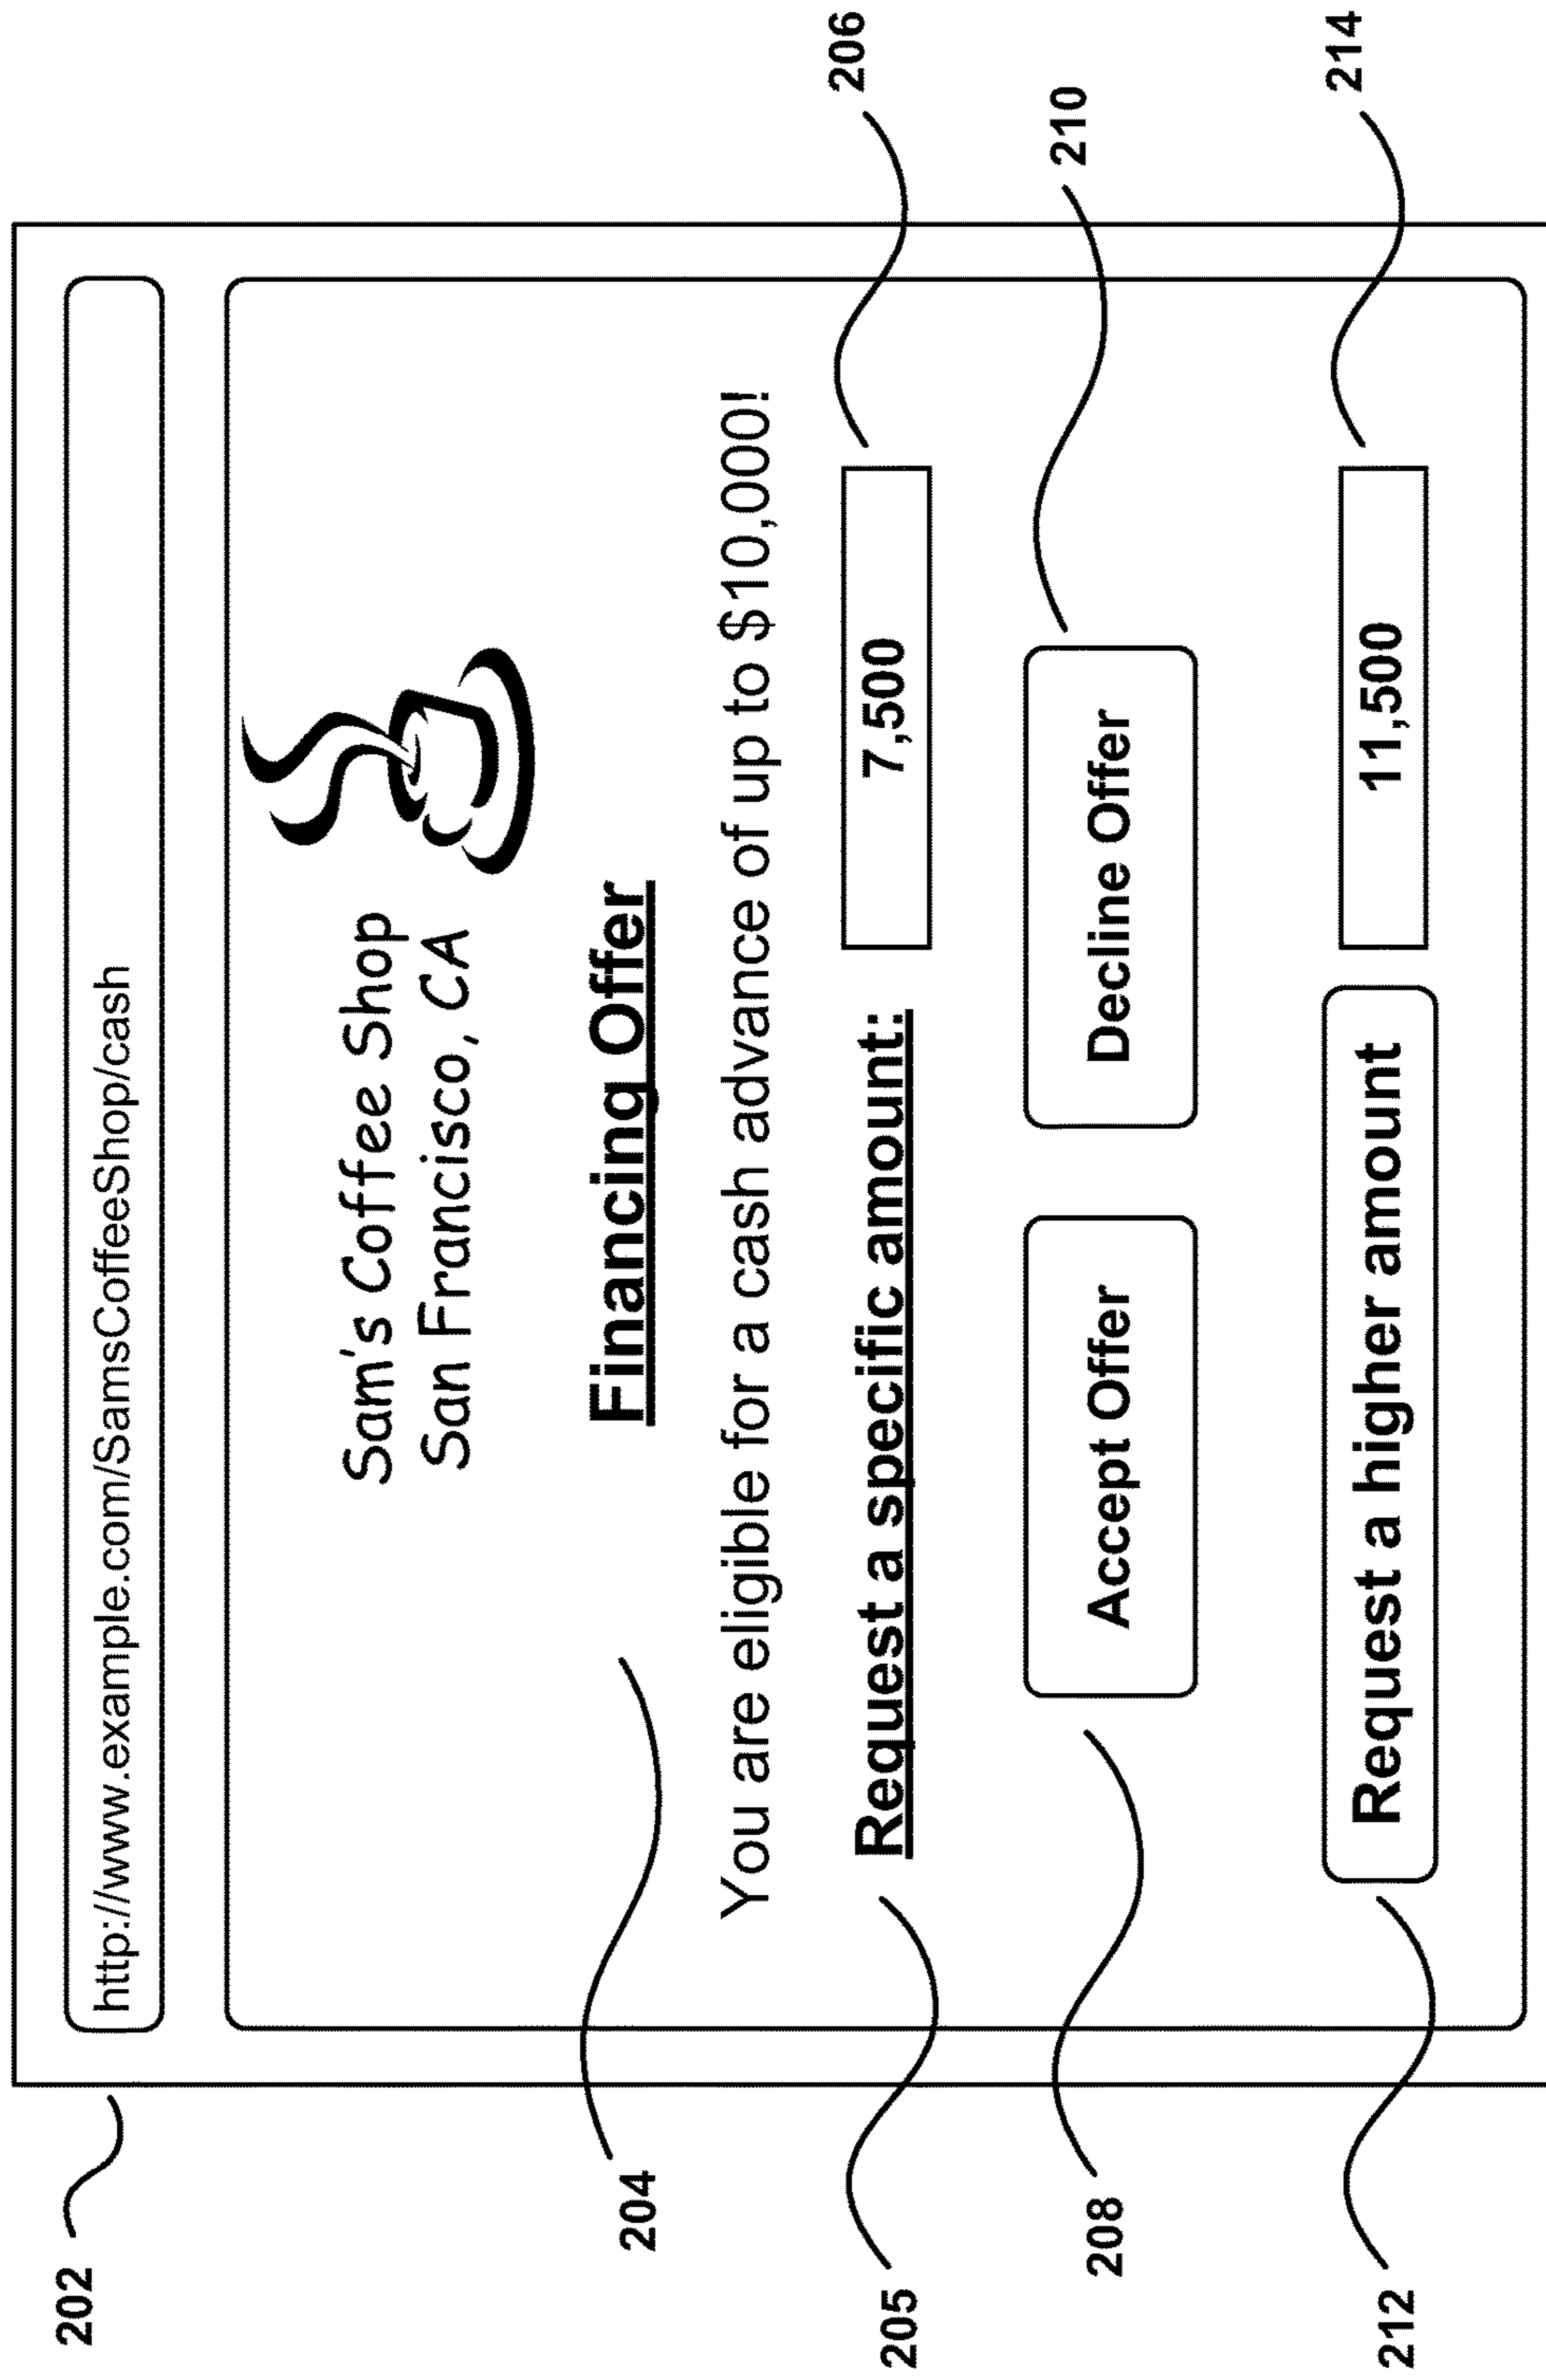 202
http://www.example.com/SamsCoffeeShop/cash
Sam's Coffee Shop
San Francisco, CA
204
Financing Offer
You are eligible for a cash advance of up to $10,000!
205
Request a specific amount:
7,500
206
208
Accept Offer
Decline Offer
210
212
Request a higher amount
11,500
214